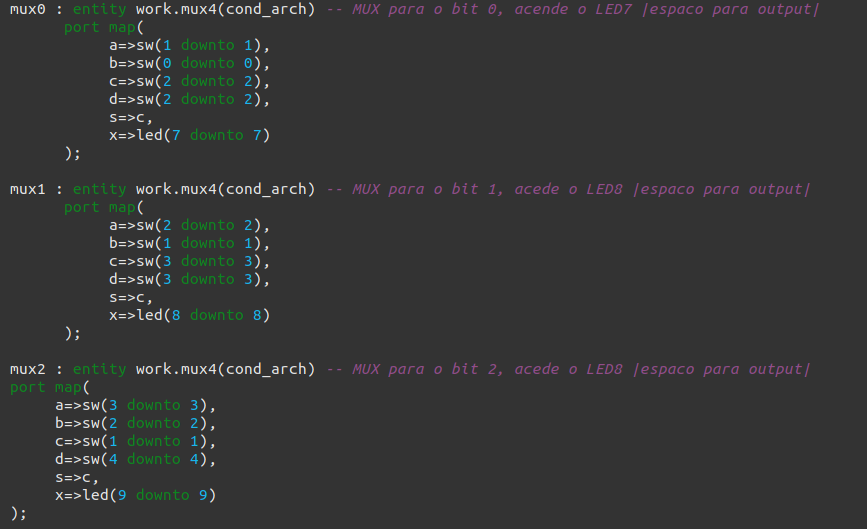 mux0 : entity work.mux4(cond_arch) -- MUX para o bit 0, acende o LED7 |espaco para output|
port map(
a=>sw(1 downto 1),
b=>sw(0 downto 0),
c=>sw(2 downto 2),
d=>sw(2 downto 2),
s=>c,
x=>led(7 downto 7)
);
mux1 : entity work.mux4(cond_arch) -- MUX para o bit 1, acede o LED8 |espaco para output|
port map(
a=>sw(2 downto 2),
b=>sw(1 downto 1),
c=>sw(3 downto 3),
d=>sw(3 downto 3),
s=>c,
x=>led(8 downto 8)
);
mux2 : entity work.mux4(cond_arch) -- MUX para o bit 2, acede o LED8 |espaco para output|
port map(
a=>sw(3 downto 3),
b=>sw(2 downto 2),
c=>sw(1 downto 1),
d=>sw(4 downto 4),
s=>c,
x=>led(9 downto 9)
);